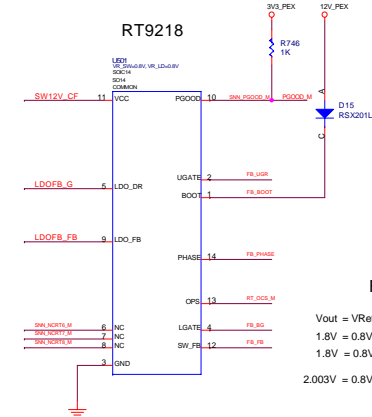 3V3_PEX
12V_PEX
RT9218
R746
1K
U501
VR_SW=0.8V, VR_LD=0.8V
SOIC14
SO14
COMMON
A
D15
RSX201L
C
SW12V_CF 11 VCC PGOOD 10 SNN_PGOOD_M PGOOD_M
UGATE 2 FB_UGR
LDOFB_G 5 LDO_DR BOOT 1 FB_BOOT
LDOFB_FB 9 LDO_FB
PHASE 14 FB_PHASE
OPS 13 RT_OCS_M
SNN_NCRT6_M 6 NC LGATE 4 FB_BG
SNN_NCRT7_M 7 NC
SNN_NCRT8_M 8 NC SW_FB 12 FB_FB
3 GND
Vout = VRe
1.8V = 0.8V
1.8V = 0.8V
2.003V = 0.8V